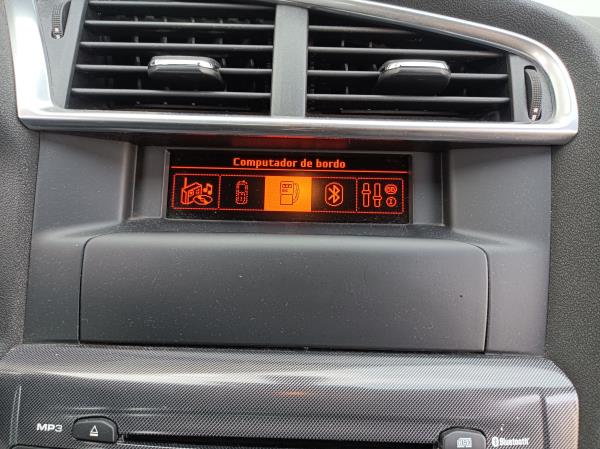 Computador de bordo
MP3
Bluetooth